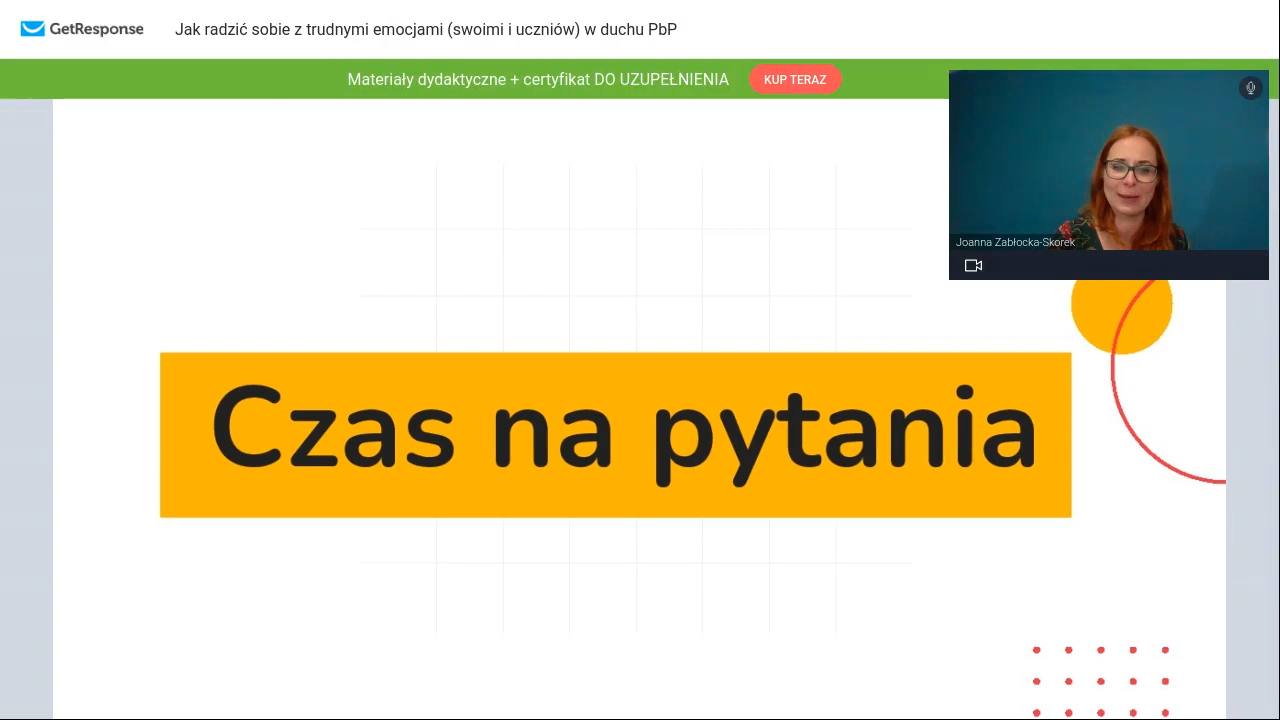 GetResponse
Jak radzić sobie z trudnymi emocjami (swoimi i uczniów) w duchu PbP
Materiały dydaktyczne + certyfikat DO UZUPEŁNIENIA
KUP TERAZ
Joanna Zabłocka-Skorek
Czas na pytania